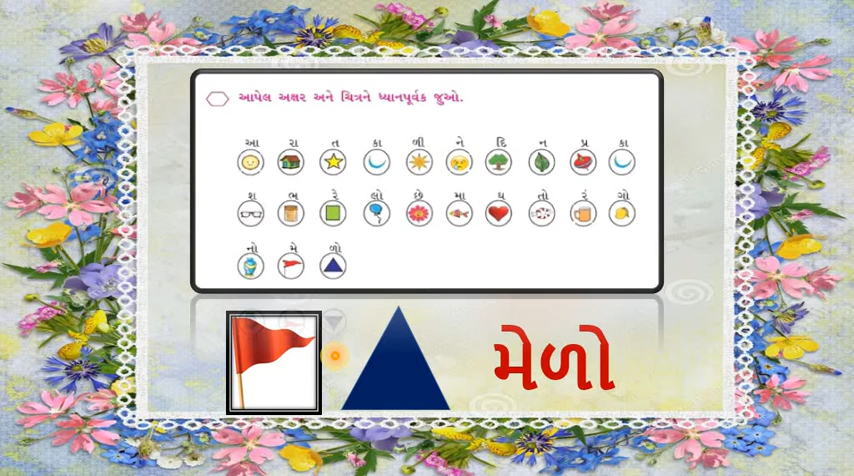 આપેલ અક્ષર અને ચિત્રને ધ્યાનપૂર્વક જુઓ.
આ રા ત કા ળી ને દિ ન પ્ર કા
શ ભ રે લો છે મા ઘ તો રં ગો
નો મે ળો
મેળો